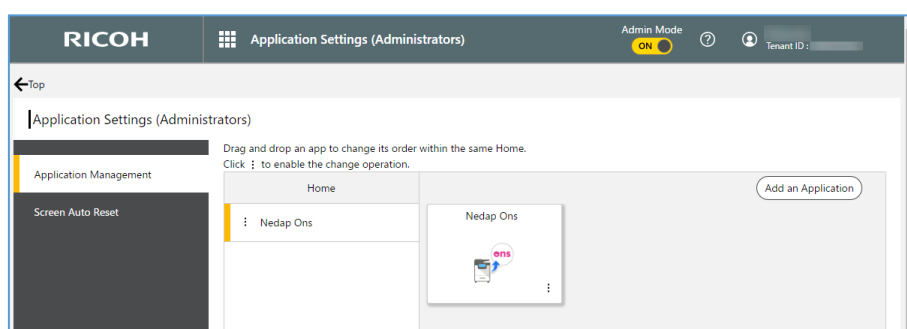 RICOH
Application Settings (Administrators)
Admin Mode
ON
Tenant ID :
Top
Application Settings (Administrators)
Drag and drop an app to change its order within the same Home.
Click ⋮ to enable the change operation.
Application Management
Home
Add an Application
Screen Auto Reset
⋮ Nedap Ons
Nedap Ons
ons